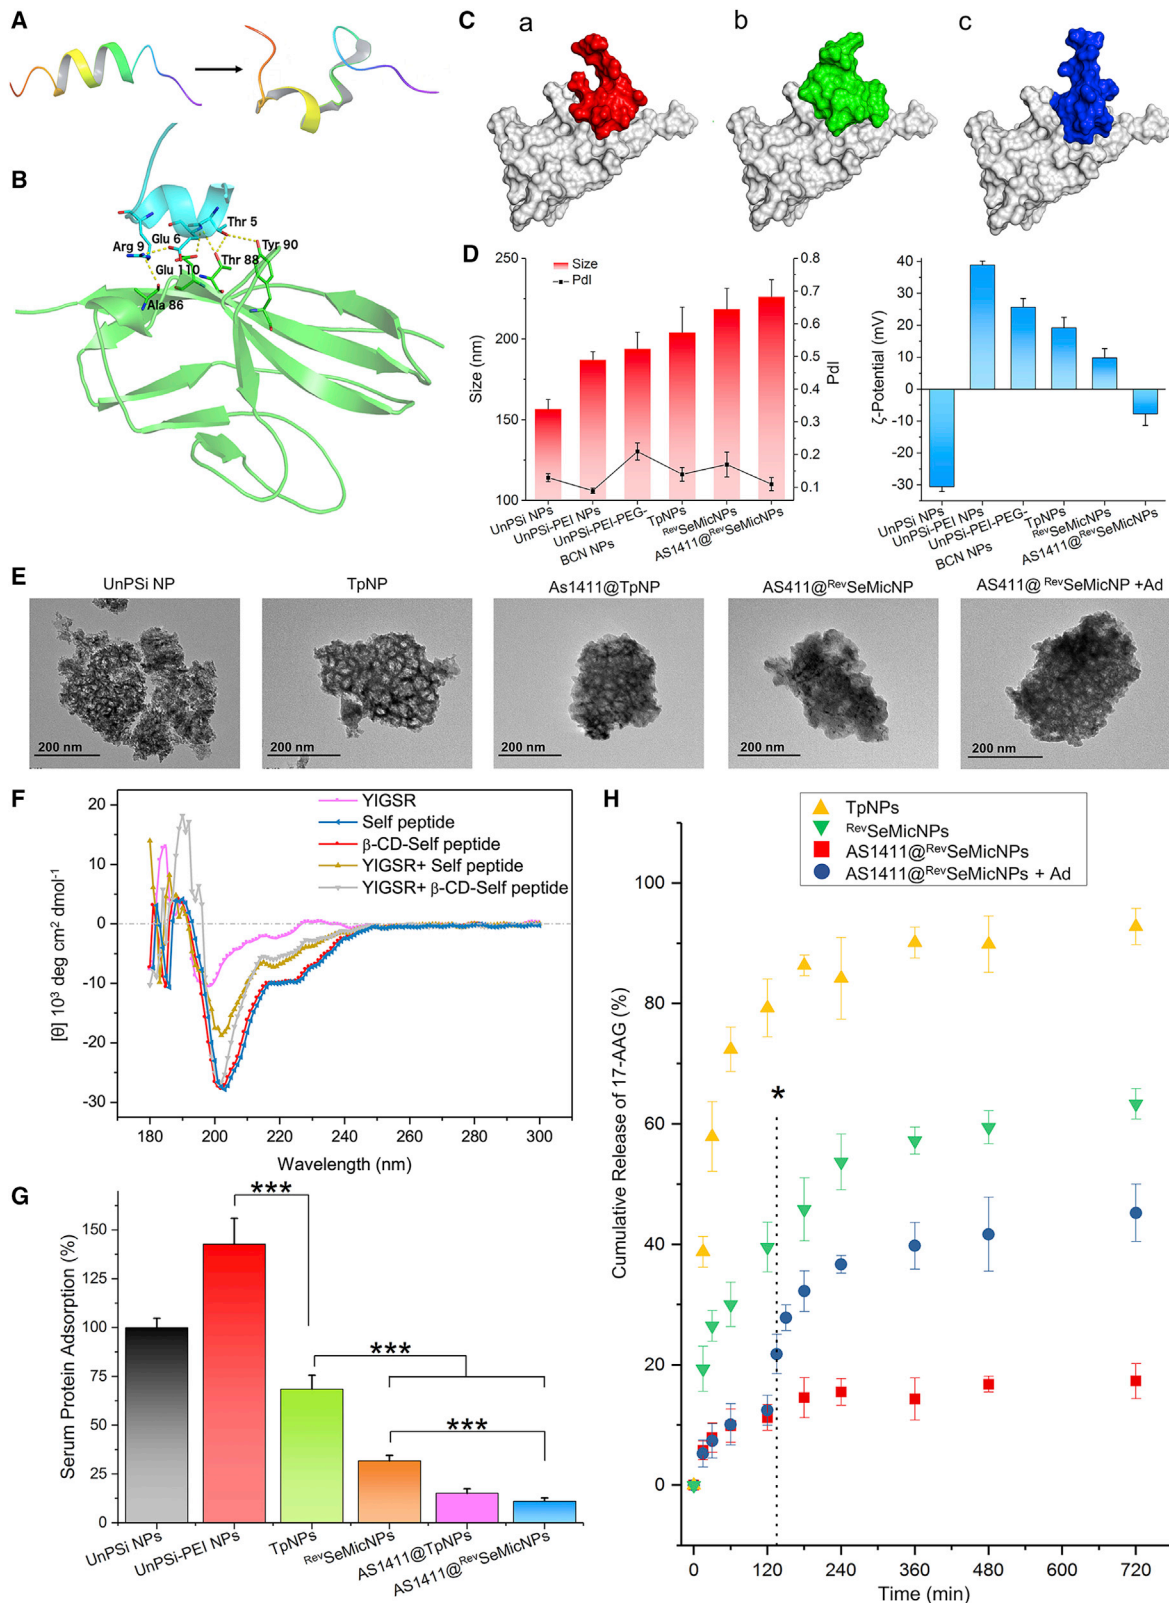 A
B
Thr 5
Glu 6
Arg 9
Tyr 90
Thr 88
Glu 110
Ala 86
C
a
b
c
D
Size
PdI
Size (nm)
250
200
150
100
PdI
0.8
0.7
0.6
0.5
0.4
0.3
0.2
0.1
UnPSi NPs
UnPSi-PEI NPs
UnPSi-PEI-PEG-
BCN NPs
TpNPs
RevSeMicNPs
AS1411@RevSeMicNPs
ζ-Potential (mV)
40
30
20
10
0
-10
-20
-30
UnPSi NPs
UnPSi-PEI NPs
UnPSi-PEI-PEG-
BCN NPs
TpNPs
RevSeMicNPs
AS1411@RevSeMicNPs
E
UnPSi NP
TpNP
As1411@TpNP
AS411@RevSeMicNP
AS411@ RevSeMicNP +Ad
200 nm
200 nm
200 nm
200 nm
200 nm
F
YIGSR
Self peptide
β-CD-Self peptide
YIGSR+ Self peptide
YIGSR+ β-CD-Self peptide
[θ] 10³ deg cm² dmol⁻¹
20
10
0
-10
-20
-30
180 200 220 240 260 280 300
Wavelength (nm)
G
***
***
***
Serum Protein Adsorption (%)
150
125
100
75
50
25
0
UnPSi NPs
UnPSi-PEI NPs
TpNPs
RevSeMicNPs
AS1411@TpNPs
AS1411@RevSeMicNPs
H
TpNPs
RevSeMicNPs
AS1411@RevSeMicNPs
AS1411@RevSeMicNPs + Ad
*
Cumulative Release of 17-AAG (%)
100
80
60
40
20
0
0 120 240 360 480 600 720
Time (min)